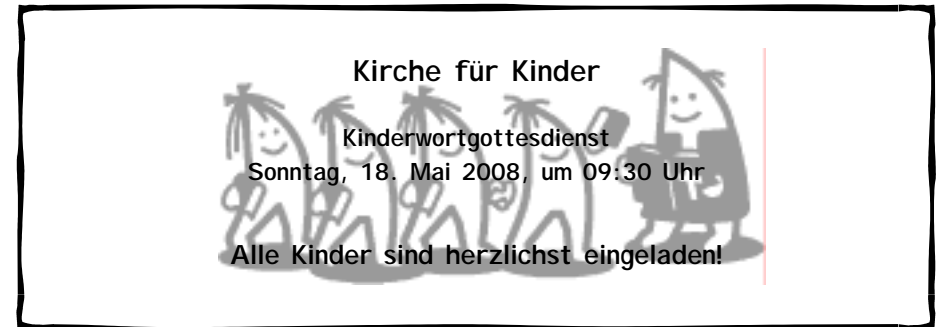 Kirche für Kinder
Kinderwortgottesdienst
Sonntag, 18. Mai 2008, um 09:30 Uhr
Alle Kinder sind herzlichst eingeladen!